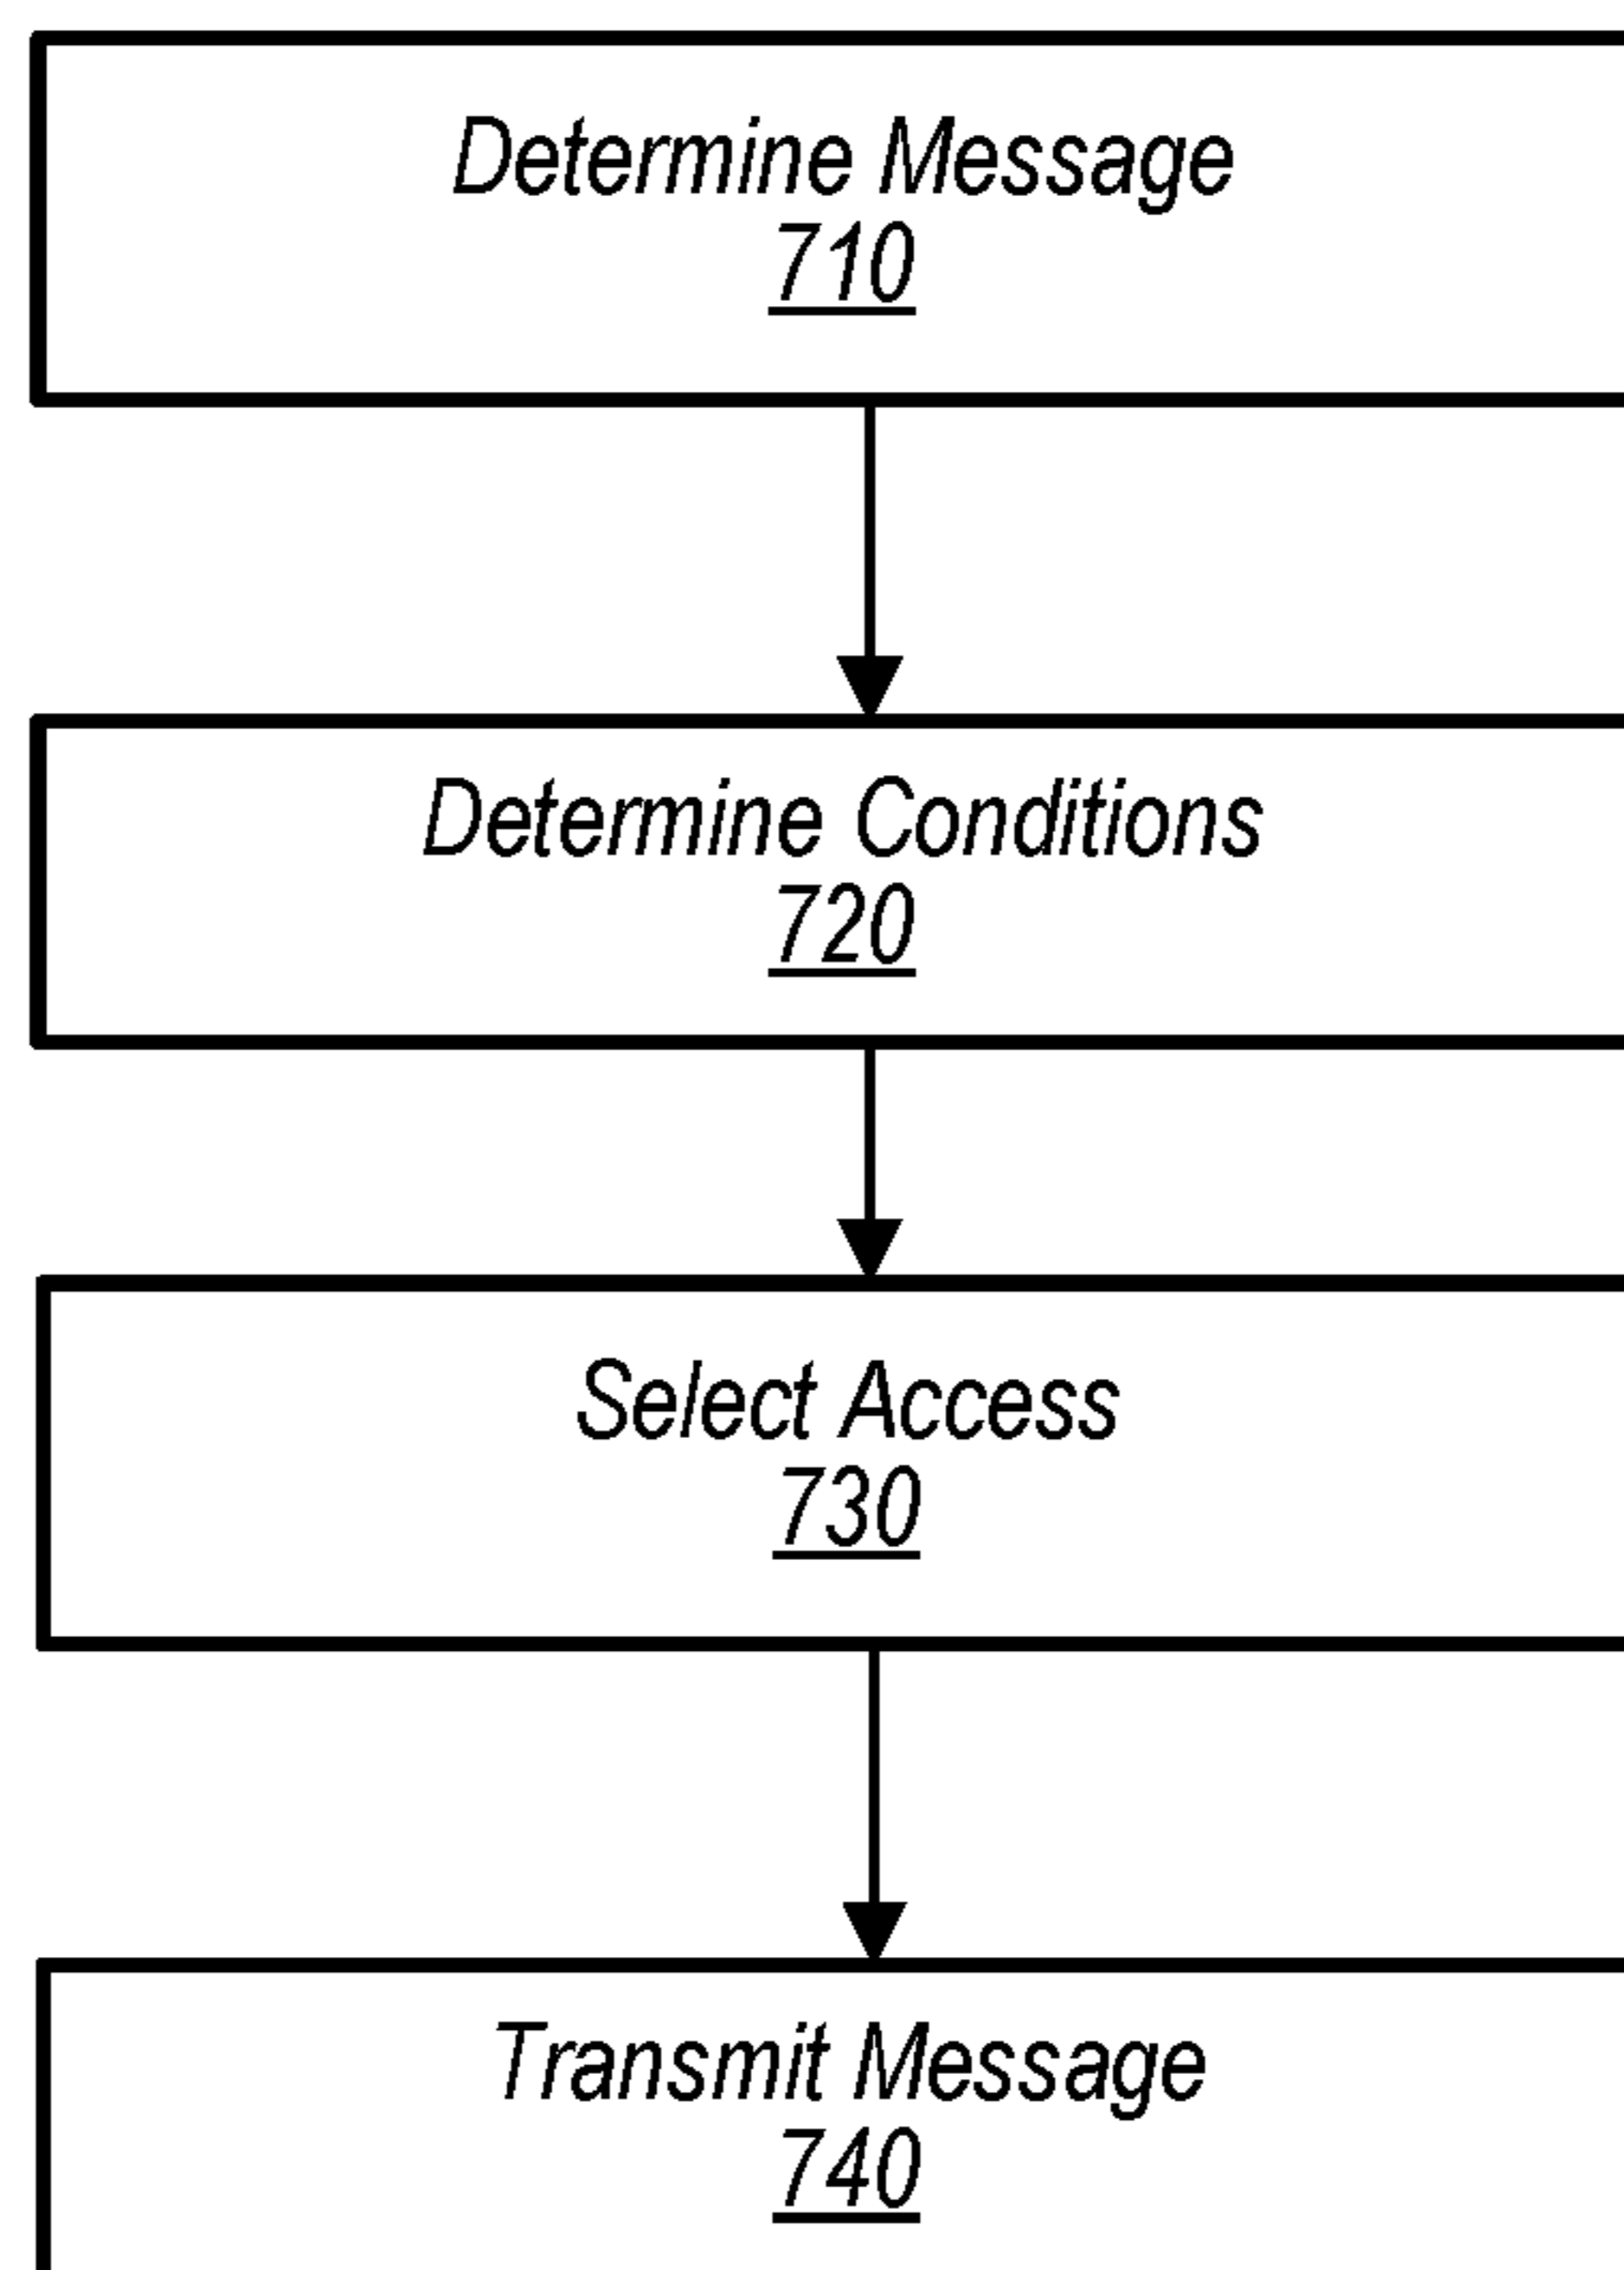 Determine Message
710
Determine Conditions
720
Select Access
730
Transmit Message
740